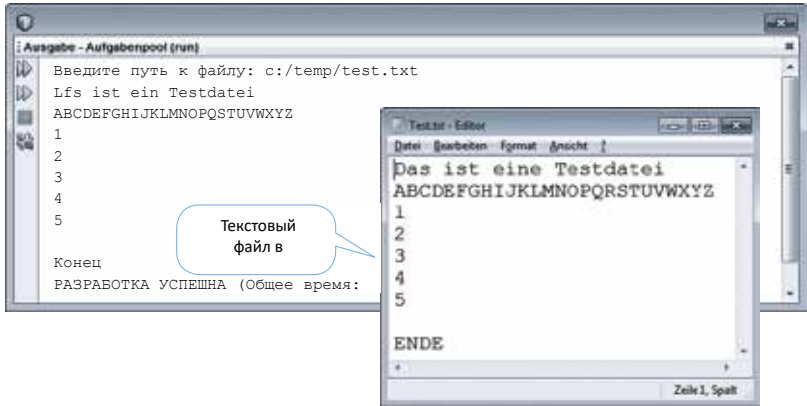 Ausgabe - Aufgabenpool (run)
Введите путь к файлу: c:/temp/test.txt
Lfs ist ein Testdatei
ABCDEFGHIJKLMNOPQSTUVWXYZ
1
2
3
4
5
Конец
РАЗРАБОТКА УСПЕШНА (Общее время:
Текстовый
файл в
Test.txt - Editor
Datei Bearbeiten Format Ansicht ?
Das ist eine Testdatei
ABCDEFGHIJKLMNOPQRSTUVWXYZ
1
2
3
4
5
ENDE
Zeile 1, Spalt